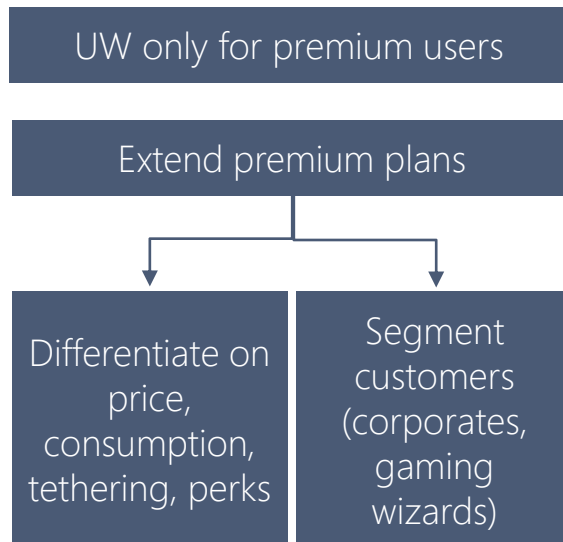 UW only for premium users
Extend premium plans
Differentiate on
price,
consumption,
tethering, perks
Segment
customers
(corporates,
gaming
wizards)